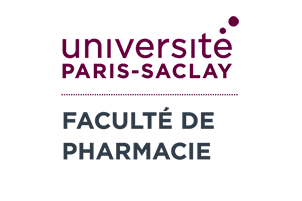 université
PARIS-SACLAY
FACULTÉ DE
PHARMACIE